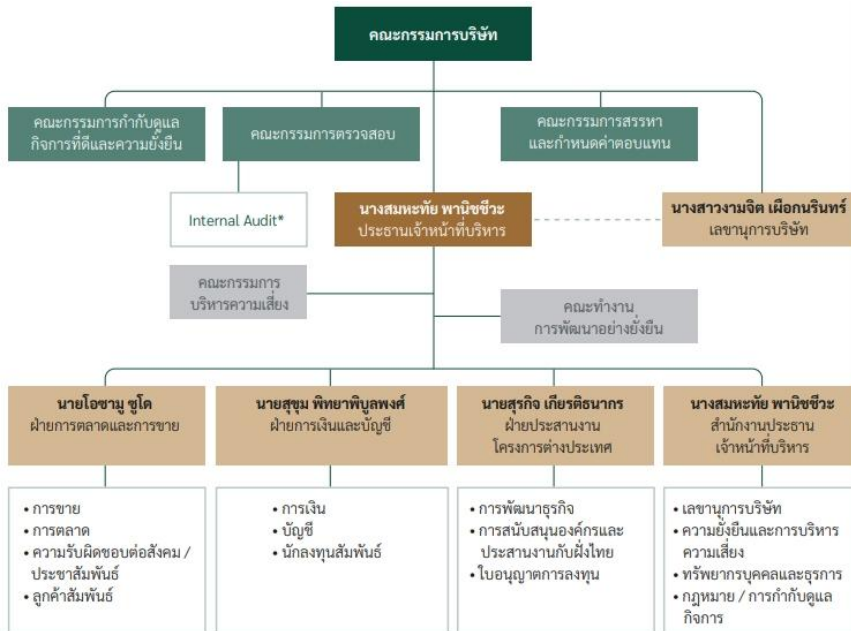 คณะกรรมการบริษัท
คณะกรรมการกำกับดูแล
กิจการที่ดีและความยั่งยืน
คณะกรรมการตรวจสอบ
คณะกรรมการสรรหา
และกำหนดค่าตอบแทน
Internal Audit*
นางสมหะทัย พานิชชีวะ
ประธานเจ้าหน้าที่บริหาร
นางสาวงามจิต เผือกนรินทร์
เลขานุการบริษัท
คณะกรรมการ
บริหารความเสี่ยง
คณะทำงาน
การพัฒนาอย่างยั่งยืน
นายโอซามู ซูโด
ฝ่ายการตลาดและการขาย
นายสุขุม พิทยาพิบูลพงศ์
ฝ่ายการเงินและบัญชี
นายสุรกิจ เกียรติธนากร
ฝ่ายประสานงาน
โครงการต่างประเทศ
นางสมหะทัย พานิชชีวะ
สำนักงานประธาน
เจ้าหน้าที่บริหาร
• การขาย
• การตลาด
• ความรับผิดชอบต่อสังคม /
ประชาสัมพันธ์
• ลูกค้าสัมพันธ์
• การเงิน
• บัญชี
• นักลงทุนสัมพันธ์
• การพัฒนาธุรกิจ
• การสนับสนุนองค์กรและ
ประสานงานกับฝั่งไทย
• ใบอนุญาตการลงทุน
• เลขานุการบริษัท
• ความยั่งยืนและการบริหาร
ความเสี่ยง
• ทรัพยากรบุคคลและธุรการ
• กฎหมาย / การกำกับดูแล
กิจการ